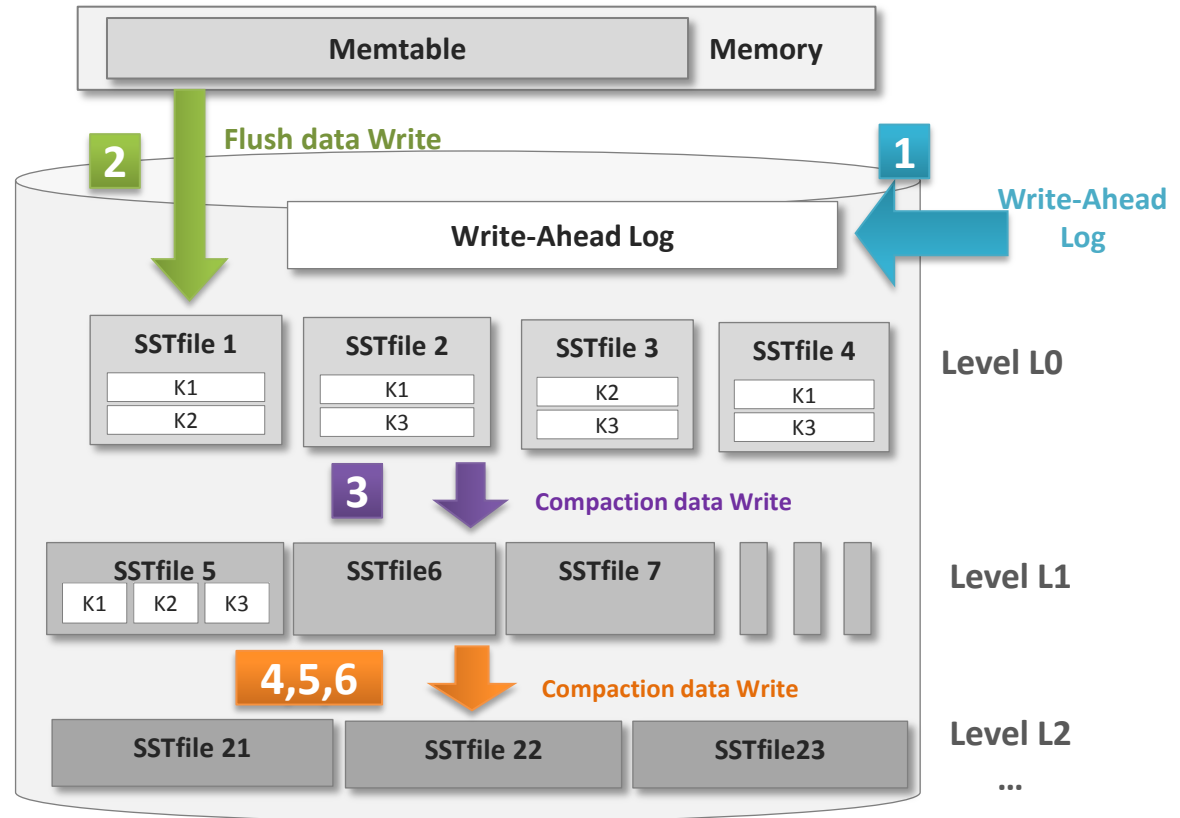 Memtable
Memory
Flush data Write
2
1
Write-Ahead Log
Write-Ahead
Log
SSTfile 1
K1
K2
SSTfile 2
K1
K3
SSTfile 3
K2
K3
SSTfile 4
K1
K3
Level L0
3
Compaction data Write
SSTfile 5
K1
K2
K3
SSTfile6
SSTfile 7
Level L1
4,5,6
Compaction data Write
SSTfile 21
SSTfile 22
SSTfile23
Level L2
...